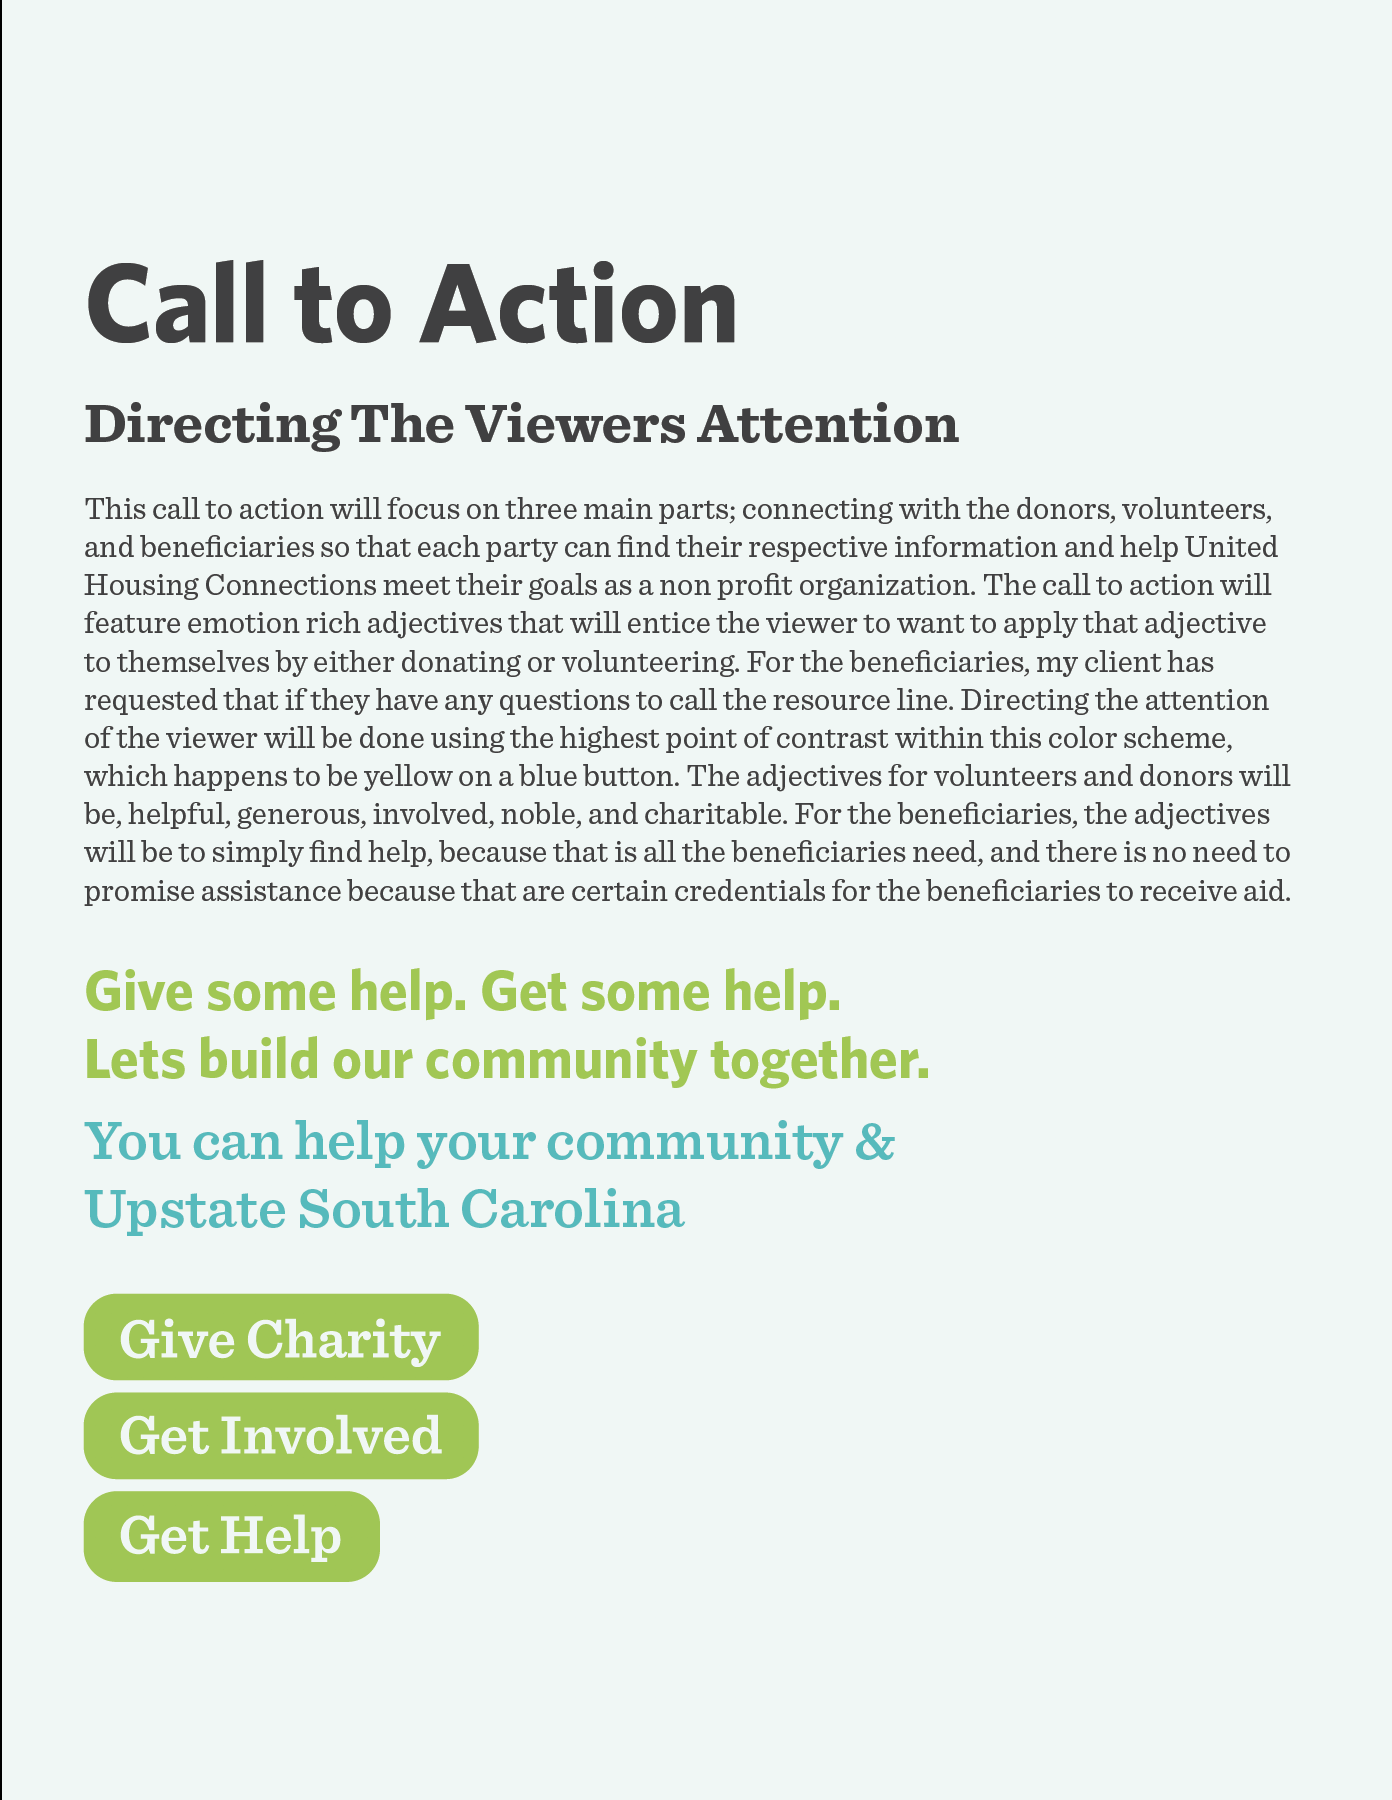 Call to Action
Directing The Viewers Attention
This call to action will focus on three main parts; connecting with the donors, volunteers,
and beneficiaries so that each party can find their respective information and help United
Housing Connections meet their goals as a non profit organization. The call to action will
feature emotion rich adjectives that will entice the viewer to want to apply that adjective
to themselves by either donating or volunteering. For the beneficiaries, my client has
requested that if they have any questions to call the resource line. Directing the attention
of the viewer will be done using the highest point of contrast within this color scheme,
which happens to be yellow on a blue button. The adjectives for volunteers and donors will
be, helpful, generous, involved, noble, and charitable. For the beneficiaries, the adjectives
will be to simply find help, because that is all the beneficiaries need, and there is no need to
promise assistance because that are certain credentials for the beneficiaries to receive aid.
Give some help. Get some help.
Lets build our community together.
You can help your community &
Upstate South Carolina
Give Charity
Get Involved
Get Help